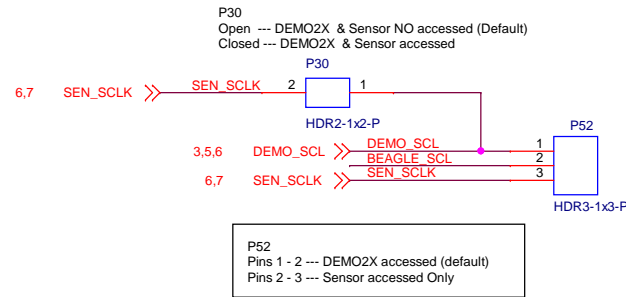 P30
Open --- DEMO2X & Sensor NO accessed (Default)
Closed --- DEMO2X & Sensor accessed
P30
6,7 SEN_SCLK SEN_SCLK 2 1
HDR2-1x2-P
P52
3,5,6 DEMO_SCL DEMO_SCL 1
BEAGLE_SCL 2
6,7 SEN_SCLK SEN_SCLK 3
HDR3-1x3-P
P52
Pins 1 - 2 --- DEMO2X accessed (default)
Pins 2 - 3 --- Sensor accessed Only